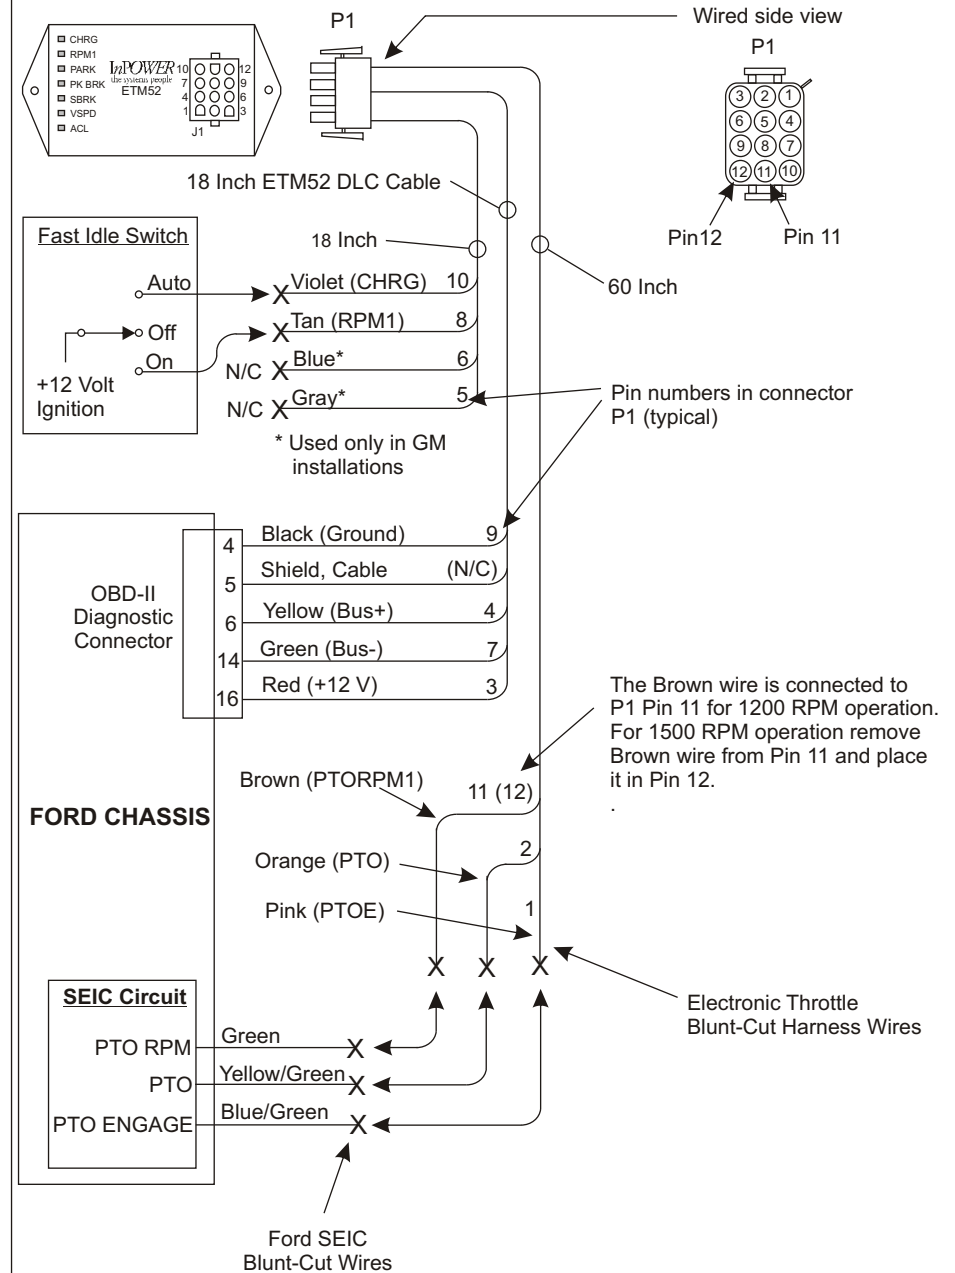 P1
Wired side view
P1
CHRG
RPM1
PARK
PK BRK
SBRK
VSPD
ACL
InPOWER
the systems people
ETM52
10 12
7 9
4 6
1 3
J1
3 2 1
6 5 4
9 8 7
12 11 10
Pin12 Pin 11
18 Inch ETM52 DLC Cable
18 Inch
60 Inch
Fast Idle Switch
Auto
Off
On
+12 Volt
Ignition
Violet (CHRG) 10
Tan (RPM1) 8
N/C Blue* 6
N/C Gray* 5
* Used only in GM
installations
Pin numbers in connector
P1 (typical)
OBD-II
Diagnostic
Connector
4 Black (Ground) 9
5 Shield, Cable (N/C)
6 Yellow (Bus+) 4
14 Green (Bus-) 7
16 Red (+12 V) 3
The Brown wire is connected to
P1 Pin 11 for 1200 RPM operation.
For 1500 RPM operation remove
Brown wire from Pin 11 and place
it in Pin 12.
.
Brown (PTORPM1) 11 (12)
FORD CHASSIS
Orange (PTO) 2
Pink (PTOE) 1
Electronic Throttle
Blunt-Cut Harness Wires
SEIC Circuit
PTO RPM Green
PTO Yellow/Green
PTO ENGAGE Blue/Green
Ford SEIC
Blunt-Cut Wires